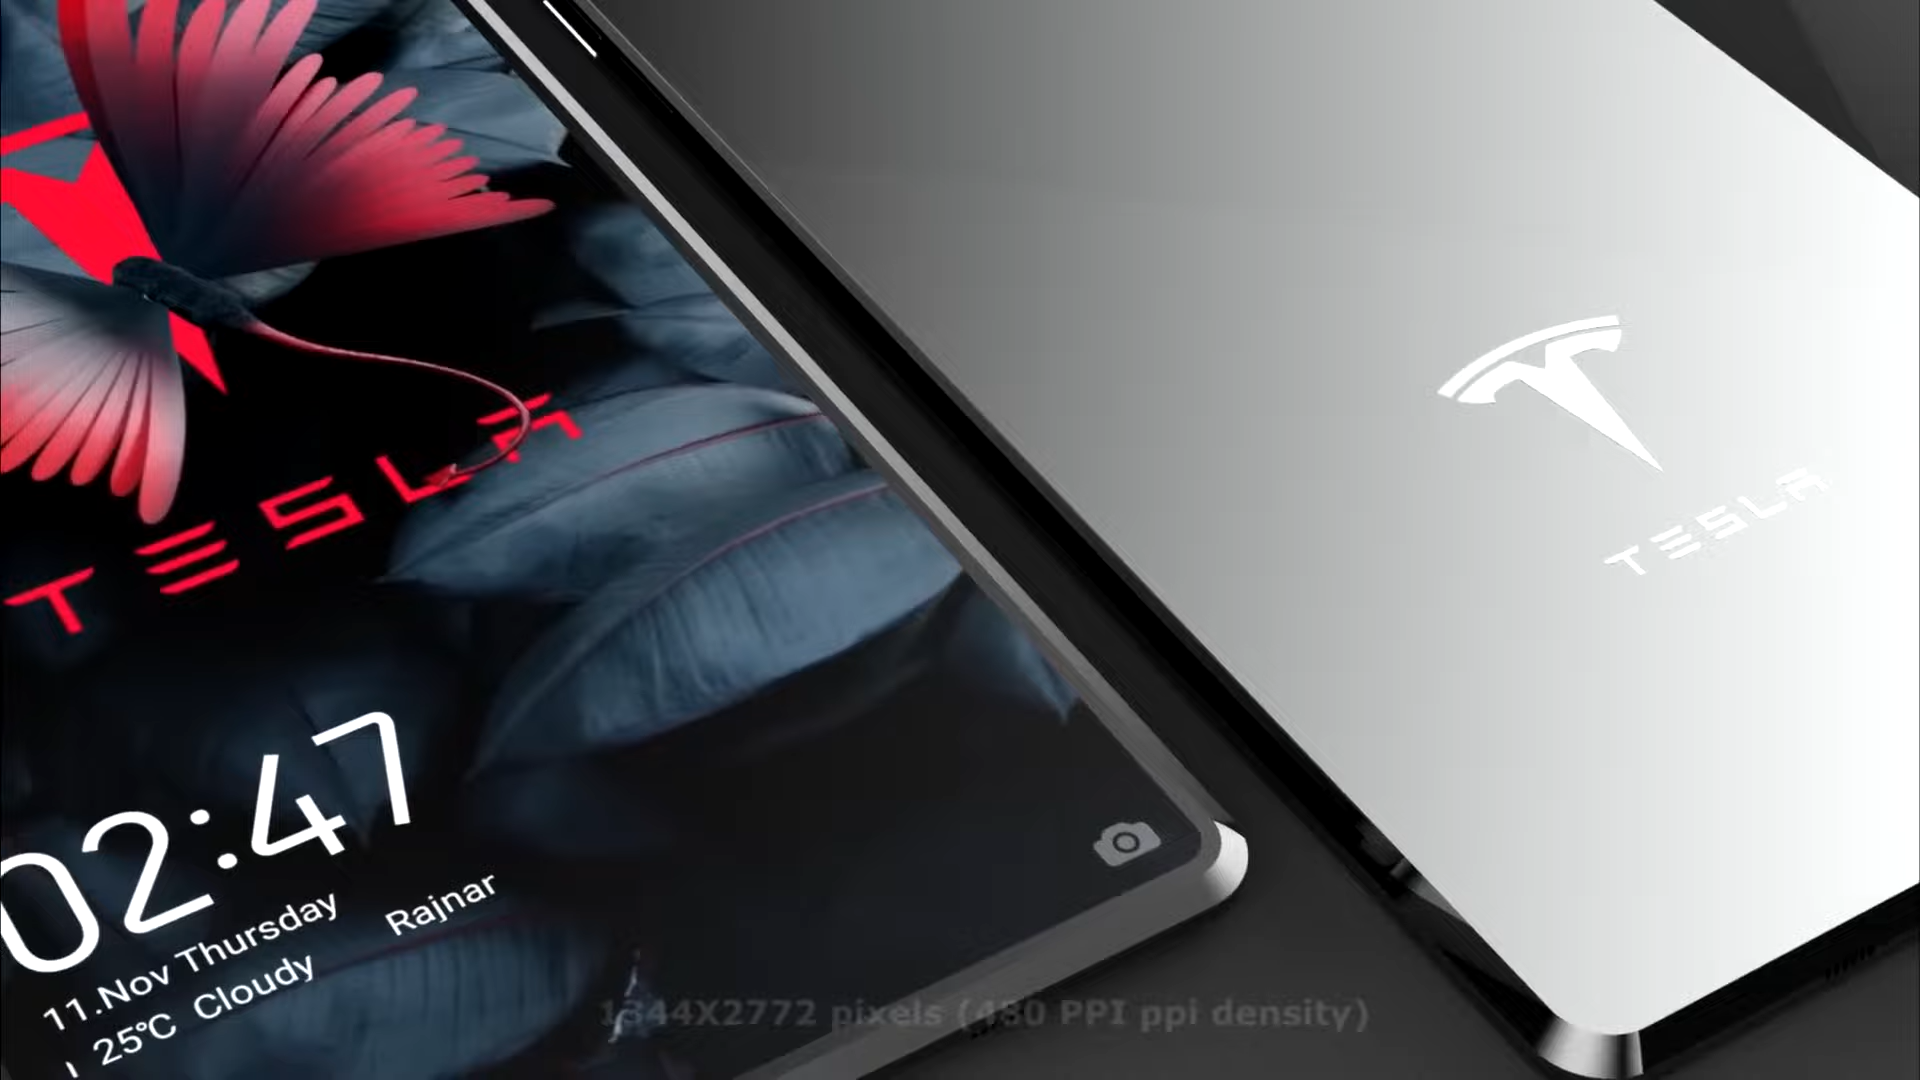 TESLA
TESLA
02:47
11.Nov Thursday
Rajnar
25°C Cloudy
1344X2772 pixels (480 PPI ppi density)